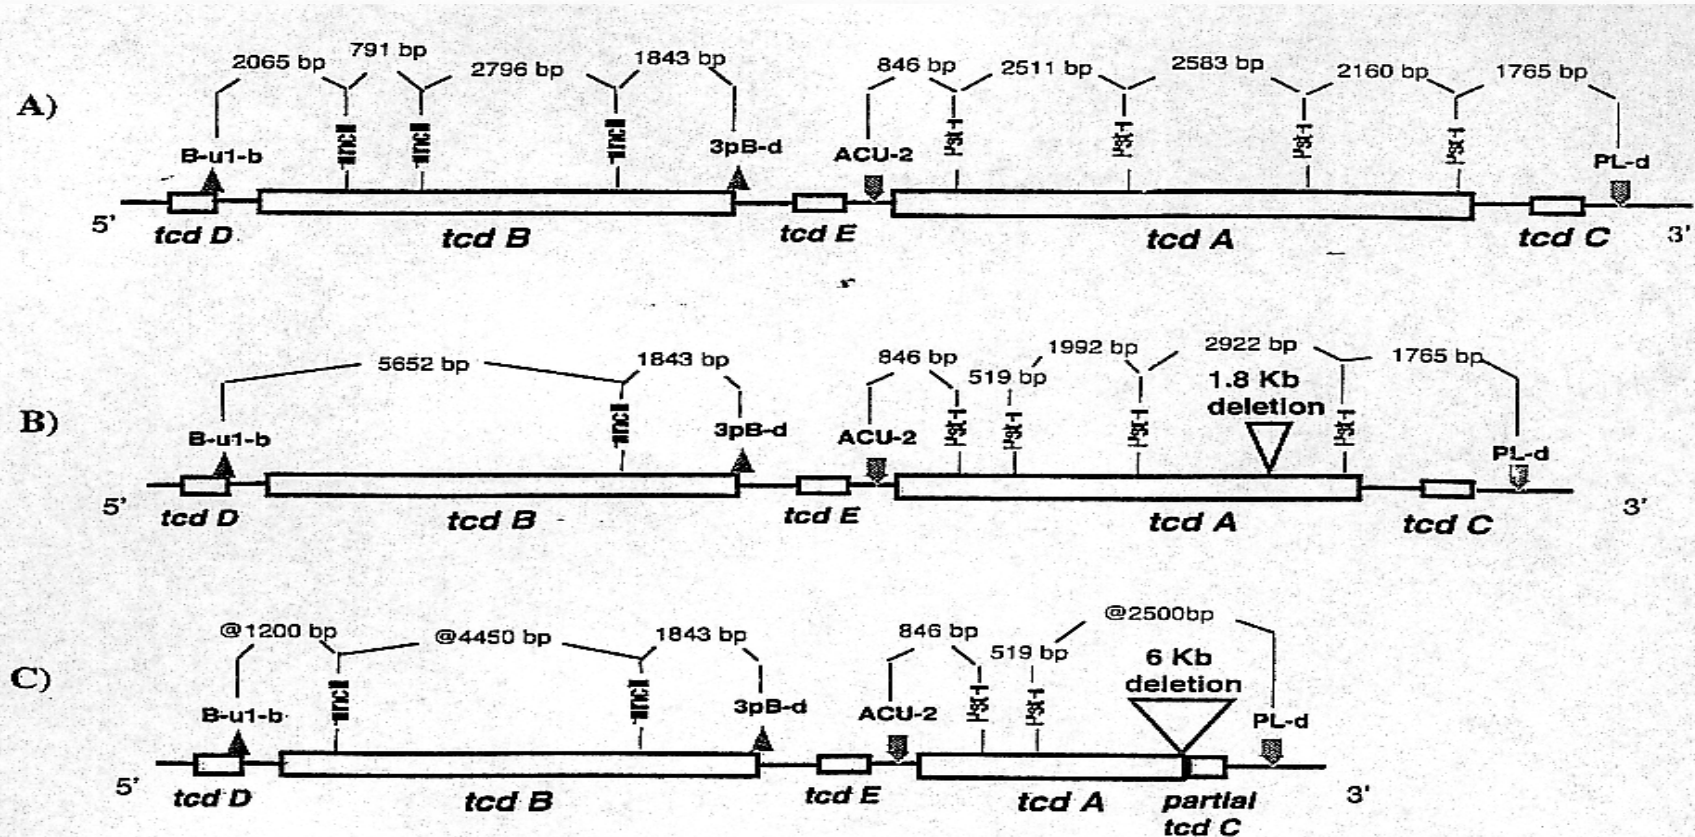 A)
2065 bp 791 bp 2796 bp 1843 bp 846 bp 2511 bp 2583 bp 2160 bp 1765 bp
B-u1-b 3pB-d ACU-2 PL-d
5' 3'
tcd D tcd B tcd E tcd A tcd C
B)
5652 bp 1843 bp 846 bp 519 bp 1992 bp 2922 bp 1765 bp
1.8 Kb
deletion
B-u1-b 3pB-d ACU-2 PL-d
5' 3'
tcd D tcd B tcd E tcd A tcd C
C)
@1200 bp @4450 bp 1843 bp 846 bp 519 bp @2500bp
6 Kb
deletion
B-u1-b 3pB-d ACU-2 PL-d
5' 3'
tcd D tcd B tcd E tcd A partial
tcd C